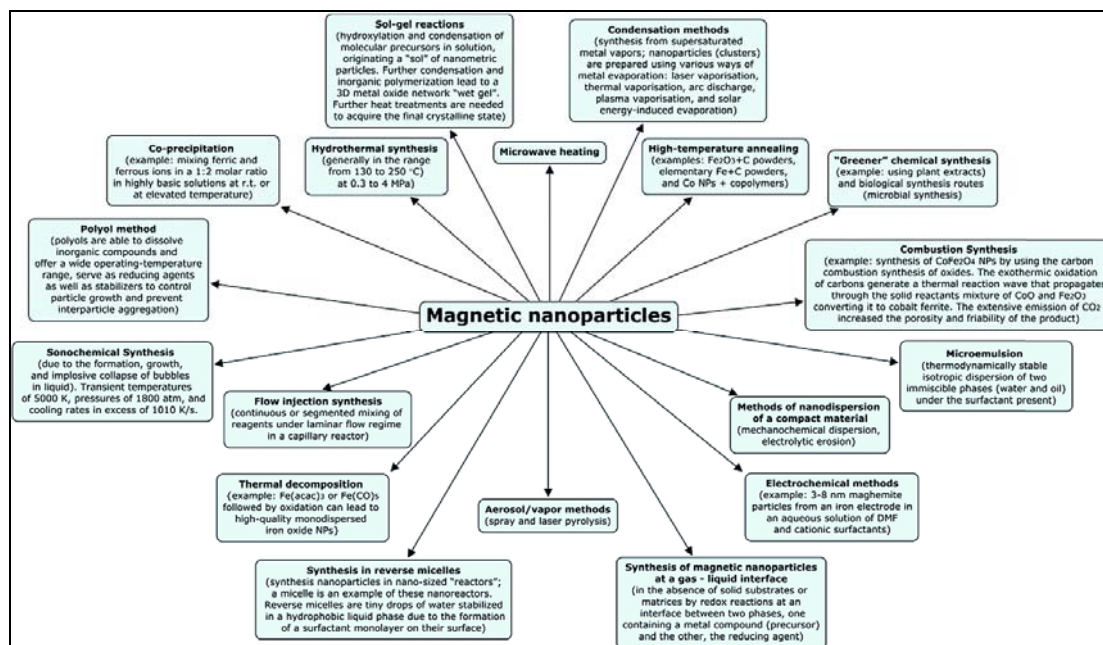 Sol-gel reactions
(hydroxylation and condensation of
molecular precursors in solution,
originating a “sol” of nanometric
particles. Further condensation and
inorganic polymerization lead to a
3D metal oxide network “wet gel”.
Further heat treatments are needed
to acquire the final crystalline state)
Condensation methods
(synthesis from supersaturated
metal vapors; nanoparticles (clusters)
are prepared using various ways of
metal evaporation: laser vaporisation,
thermal vaporisation, arc discharge,
plasma vaporisation, and solar
energy-induced evaporation)
Co-precipitation
(example: mixing ferric and
ferrous ions in a 1:2 molar ratio
in highly basic solutions at r.t. or
at elevated temperature)
Hydrothermal synthesis
(generally in the range
from 130 to 250 °C)
at 0.3 to 4 MPa)
Microwave heating
High-temperature annealing
(examples: Fe₂O₃+C powders,
elementary Fe+C powders,
and Co NPs + copolymers)
“Greener” chemical synthesis
(example: using plant extracts)
and biological synthesis routes
(microbial synthesis)
Polyol method
(polyols are able to dissolve
inorganic compounds and
offer a wide operating-temperature
range, serve as reducing agents
as well as stabilizers to control
particle growth and prevent
interparticle aggregation)
Combustion Synthesis
(example: synthesis of CoFe₂O₄ NPs by using the carbon
combustion synthesis of oxides. The exothermic oxidation
of carbons generate a thermal reaction wave that propagates
through the solid reactants mixture of CoO and Fe₂O₃
converting it to cobalt ferrite. The extensive emission of CO₂
increased the porosity and friability of the product)
Magnetic nanoparticles
Sonochemical Synthesis
(due to the formation, growth,
and implosive collapse of bubbles
in liquid). Transient temperatures
of 5000 K, pressures of 1800 atm, and
cooling rates in excess of 1010 K/s.
Microemulsion
(thermodynamically stable
isotropic dispersion of two
immiscible phases (water and oil)
under the surfactant present)
Flow injection synthesis
(continuous or segmented mixing of
reagents under laminar flow regime
in a capillary reactor)
Methods of nanodispersion
of a compact material
(mechanochemical dispersion,
electrolytic erosion)
Thermal decomposition
(example: Fe(acac)₃ or Fe(CO)₅
followed by oxidation can lead to
high-quality monodispersed
iron oxide NPs)
Aerosol/vapor methods
(spray and laser pyrolysis)
Electrochemical methods
(example: 3-8 nm maghemite
particles from an iron electrode in
an aqueous solution of DMF
and cationic surfactants)
Synthesis in reverse micelles
(synthesis nanoparticles in nano-sized “reactors”;
a micelle is an example of these nanoreactors.
Reverse micelles are tiny drops of water stabilized
in a hydrophobic liquid phase due to the formation
of a surfactant monolayer on their surface)
Synthesis of magnetic nanoparticles
at a gas - liquid interface
(in the absence of solid substrates or
matrices by redox reactions at an
interface between two phases, one
containing a metal compound (precursor)
and the other, the reducing agent)